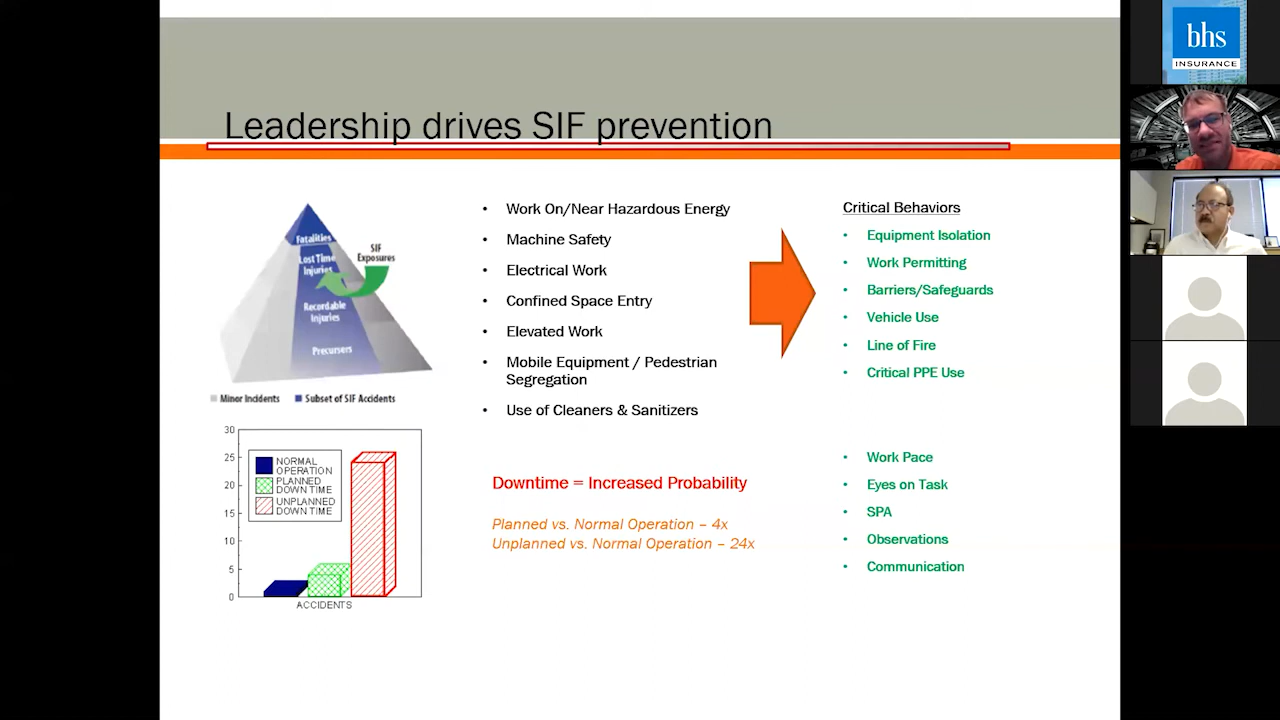 Leadership drives SIF prevention
Fatalities
Lost Time
Injuries
Recordable
Injuries
Precursers
SIF
Exposures
Minor Incidents
Subset of SIF Accidents
30
25
20
15
10
5
0
NORMAL
OPERATION
PLANNED
DOWN TIME
UNPLANNED
DOWN TIME
ACCIDENTS
• Work On/Near Hazardous Energy
• Machine Safety
• Electrical Work
• Confined Space Entry
• Elevated Work
• Mobile Equipment / Pedestrian
Segregation
• Use of Cleaners & Sanitizers
Downtime = Increased Probability
Planned vs. Normal Operation – 4x
Unplanned vs. Normal Operation – 24x
Critical Behaviors
• Equipment Isolation
• Work Permitting
• Barriers/Safeguards
• Vehicle Use
• Line of Fire
• Critical PPE Use
• Work Pace
• Eyes on Task
• SPA
• Observations
• Communication
bhs
INSURANCE